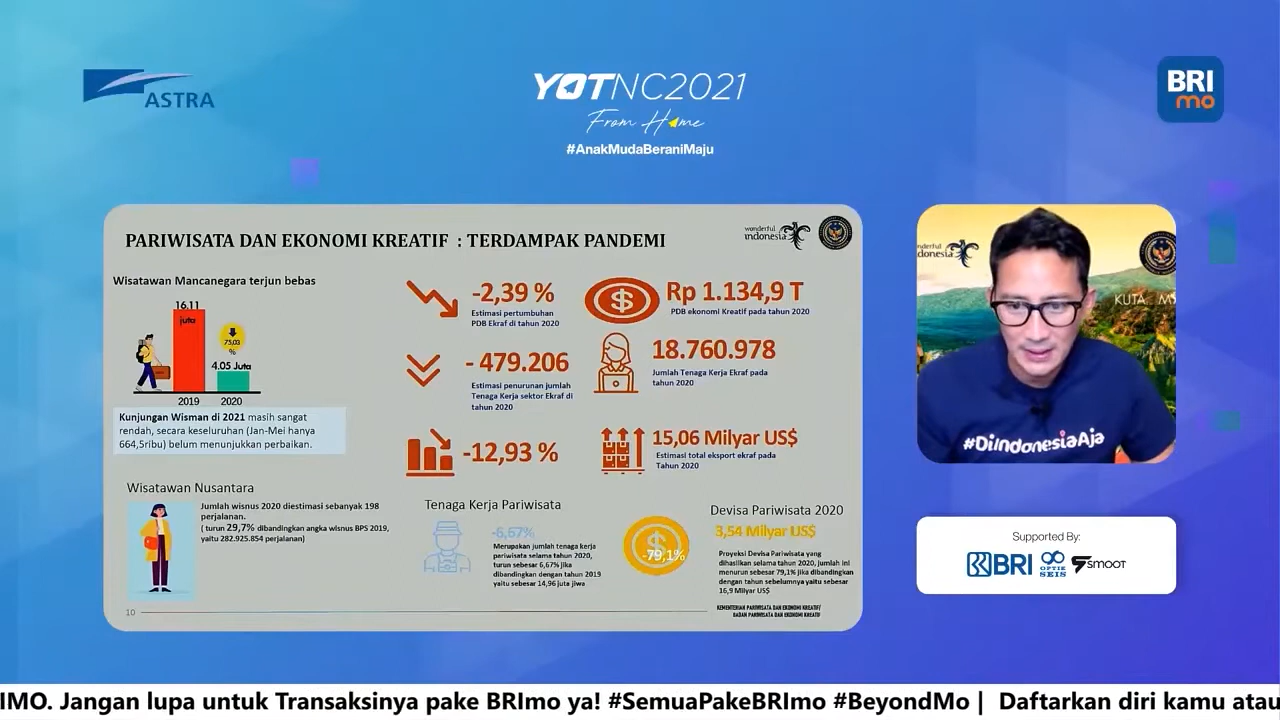 ASTRA
YOTNC2021
From Home
#AnakMudaBeraniMaju
BRI
mo
PARIWISATA DAN EKONOMI KREATIF : TERDAMPAK PANDEMI
wonderful
indonesia
Wisatawan Mancanegara terjun bebas
16.11
juta
75,03
%
4.05 Juta
2019
2020
Kunjungan Wisman di 2021 masih sangat
rendah, secara keseluruhan (Jan-Mei hanya
664,5ribu) belum menunjukkan perbaikan.
-2,39 %
Estimasi pertumbuhan
PDB Ekraf di tahun 2020
Rp 1.134,9 T
PDB ekonomi Kreatif pada tahun 2020
- 479.206
Estimasi penurunan jumlah
Tenaga Kerja sektor Ekraf di
tahun 2020
18.760.978
Jumlah Tenaga Kerja Ekraf pada
tahun 2020
-12,93 %
15,06 Milyar US$
Estimasi total eksport ekraf pada
Tahun 2020
Wisatawan Nusantara
Jumlah wisnus 2020 diestimasi sebanyak 198
perjalanan.
( turun 29,7% dibandingkan angka wisnus BPS 2019,
yaitu 282.925.854 perjalanan)
Tenaga Kerja Pariwisata
-6,67%
Merupakan jumlah tenaga kerja
pariwisata selama tahun 2020,
turun sebesar 6,67% jika
dibandingkan dengan tahun 2019
yaitu sebesar 14,96 juta jiwa
-79,1%
Devisa Pariwisata 2020
3,54 Milyar US$
Proyeksi Devisa Pariwisata yang
dihasilkan selama tahun 2020, jumlah ini
menurun sebesar 79,1% jika dibandingkan
dengan tahun sebelumnya yaitu sebesar
16,9 Milyar US$
10
KEMENTERIAN PARIWISATA DAN EKONOMI KREATIF/
BADAN PARIWISATA DAN EKONOMI KREATIF
nderful
ndonesia
KUTA
#DiIndonesiaAja
Supported By:
BRI
OPTIK
SEIS
SMOOT
IMO. Jangan lupa untuk Transaksinya pake BRImo ya! #SemuaPakeBRImo #BeyondMo | Daftarkan diri kamu atau